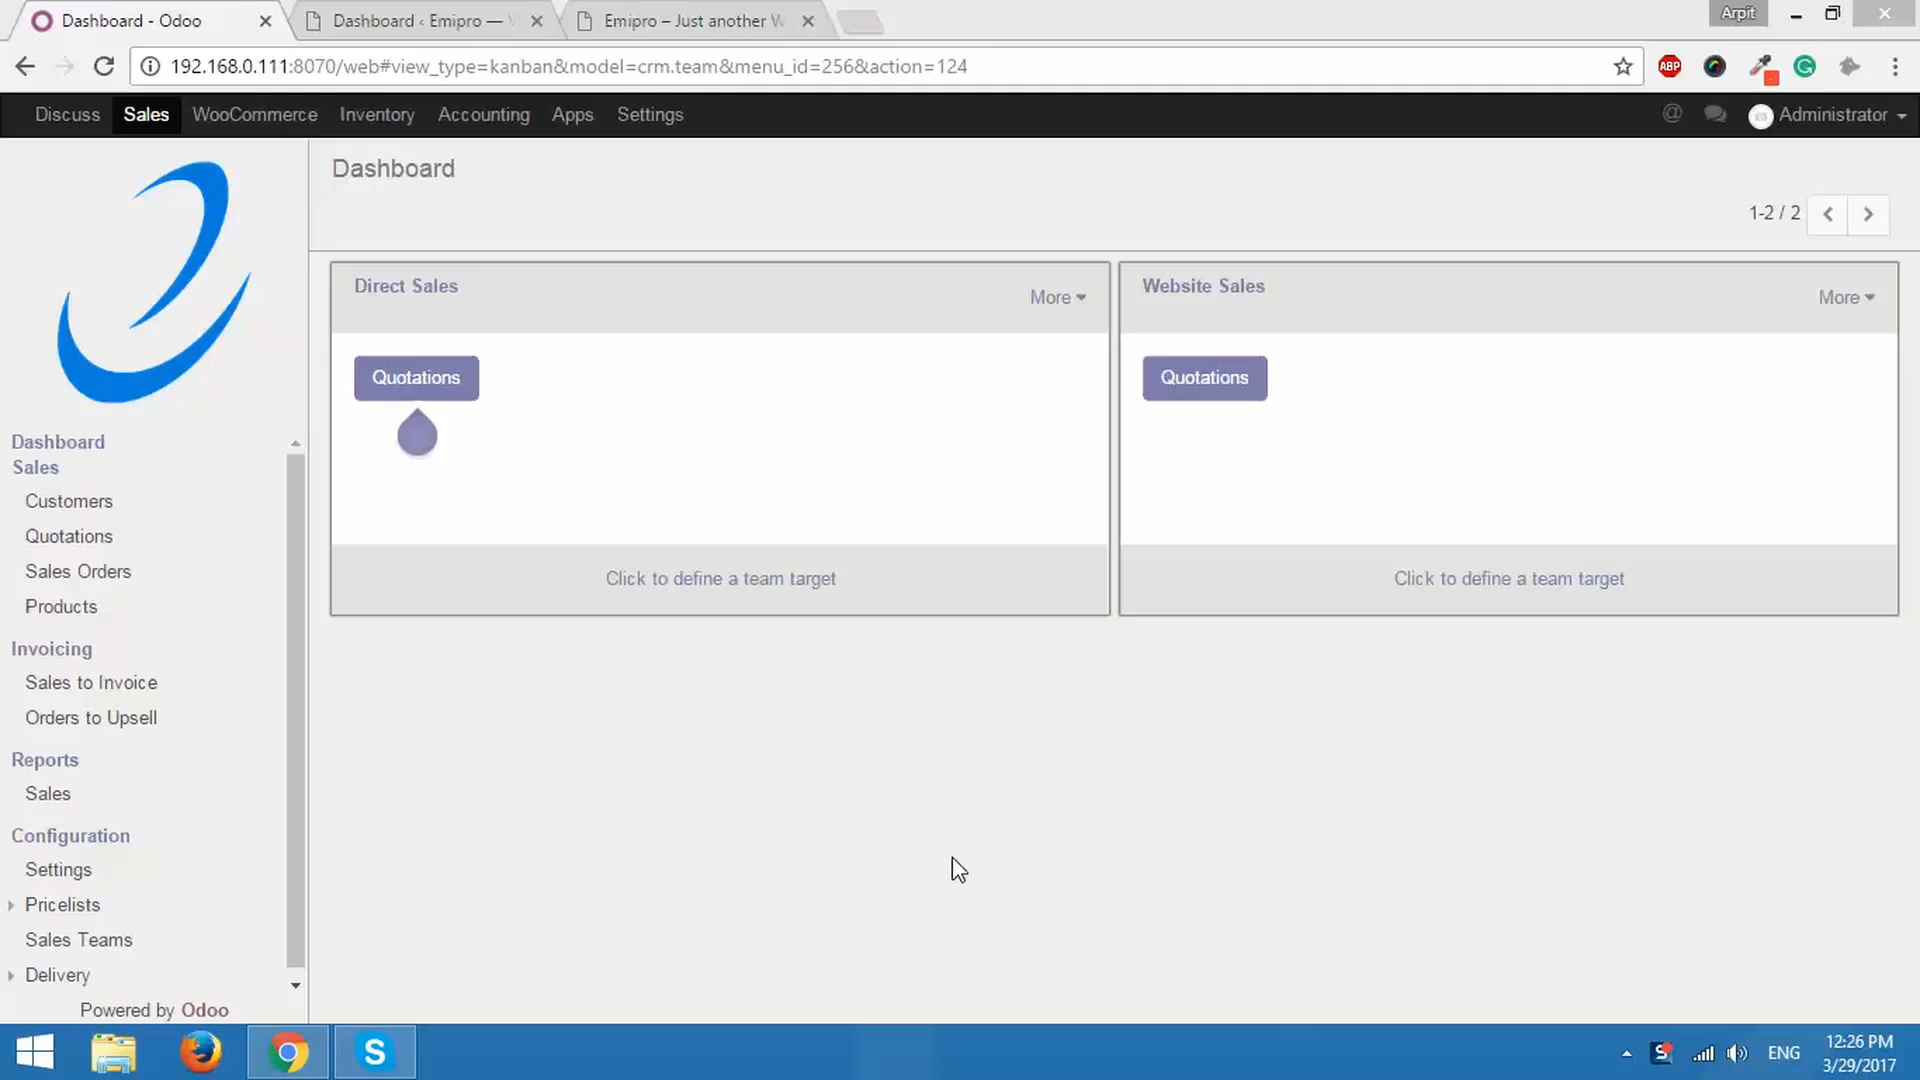 Dashboard - Odoo
Dashboard ‹ Emipro —
Emipro – Just another W
Arpit
192.168.0.111:8070/web#view_type=kanban&model=crm.team&menu_id=256&action=124
ABP
Discuss Sales WooCommerce Inventory Accounting Apps Settings
@ Administrator
Dashboard
1-2 / 2
Direct Sales
More
Website Sales
More
Quotations
Quotations
Click to define a team target
Click to define a team target
Dashboard
Sales
Customers
Quotations
Sales Orders
Products
Invoicing
Sales to Invoice
Orders to Upsell
Reports
Sales
Configuration
Settings
Pricelists
Sales Teams
Delivery
Powered by Odoo
ENG
12:26 PM
3/29/2017